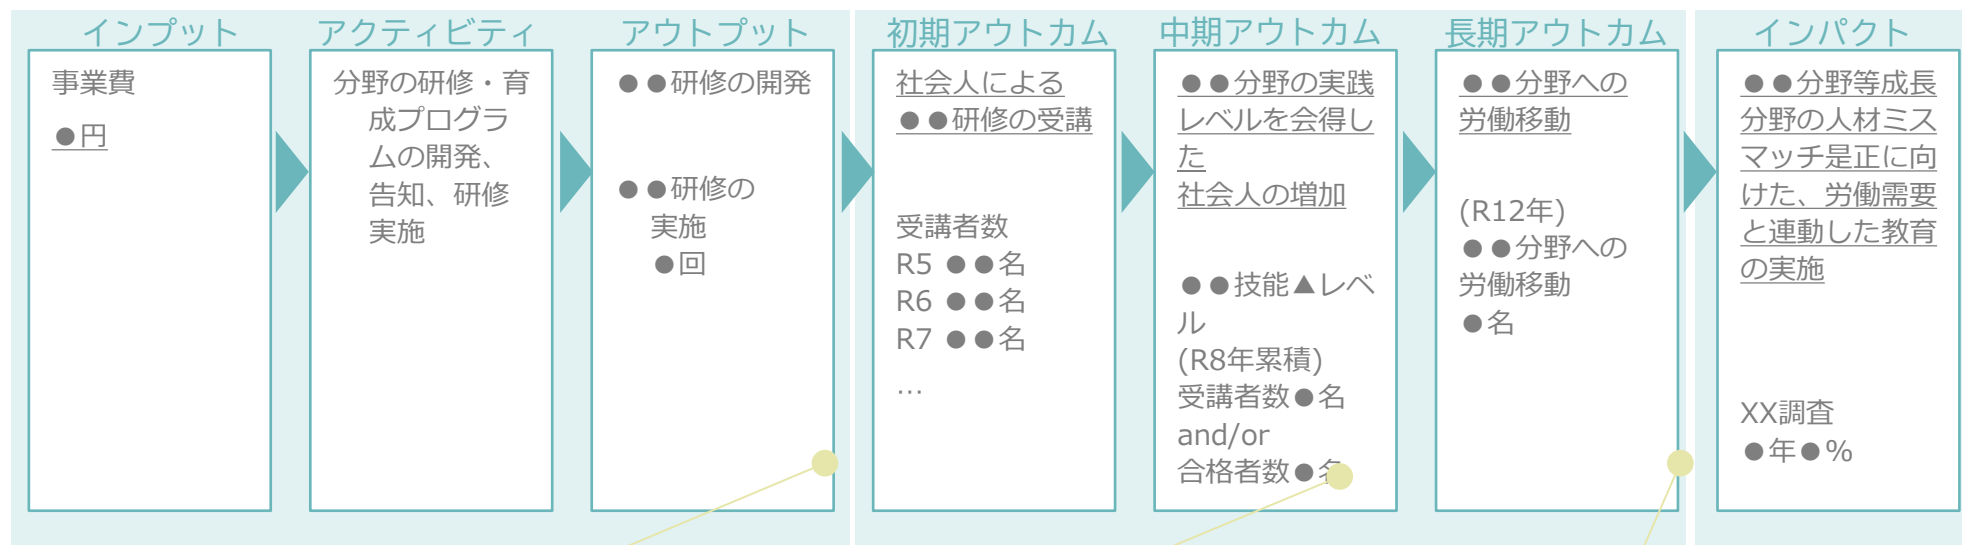 インプット
事業費
●円
アクティビティ
分野の研修・育
成プログラ
ムの開発、
告知、研修
実施
アウトプット
●●研修の開発
●●研修の
実施
●回
初期アウトカム
社会人による
●●研修の受講
受講者数
R5 ●●名
R6 ●●名
R7 ●●名
…
中期アウトカム
●●分野の実践
レベルを会得し
た
社会人の増加
●●技能▲レベ
ル
(R8年累積)
受講者数●名
and/or
合格者数●名
長期アウトカム
●●分野への
労働移動
(R12年)
●●分野への
労働移動
●名
インパクト
●●分野等成長
分野の人材ミス
マッチ是正に向
けた、労働需要
と連動した教育
の実施
XX調査
●年●%